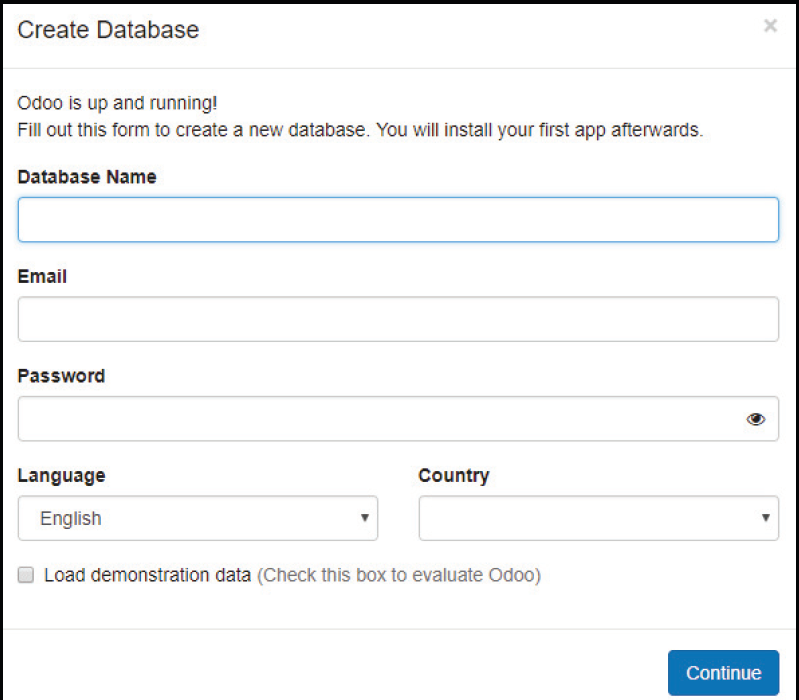 Create Database
×
Odoo is up and running!
Fill out this form to create a new database. You will install your first app afterwards.
Database Name
Email
Password
Language Country
English
Load demonstration data (Check this box to evaluate Odoo)
Continue